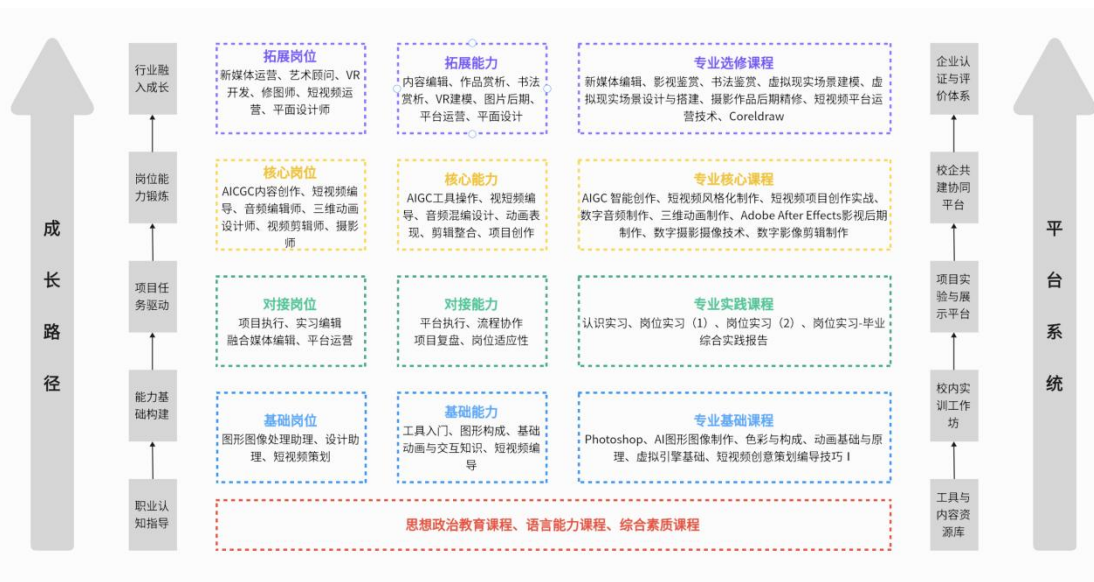 成
长
路
径
行业融
入成长
岗位能
力锻炼
项目任
务驱动
能力基
础构建
职业认
知指导
拓展岗位
新媒体运营、艺术顾问、VR
开发、修图师、短视频运
营、平面设计师
拓展能力
内容编辑、作品赏析、书法
赏析、VR建模、图片后期、
平台运营、平面设计
专业选修课程
新媒体编辑、影视鉴赏、书法鉴赏、虚拟现实场景建模、虚
拟现实场景设计与搭建、摄影作品后期精修、短视频平台运
营技术、Coreldraw
核心岗位
AICGC内容创作、短视频编
导、音频编辑师、三维动画
设计师、视频剪辑师、摄影
师
核心能力
AIGC工具操作、视短频编
导、音频混编设计、动画表
现、剪辑整合、项目创作
专业核心课程
AIGC 智能创作、短视频风格化制作、短视频项目创作实战、
数字音频制作、三维动画制作、Adobe After Effects影视后期
制作、数字摄影摄像技术、数字影像剪辑制作
对接岗位
项目执行、实习编辑
融合媒体编辑、平台运营
对接能力
平台执行、流程协作
项目复盘、岗位适应性
专业实践课程
认识实习、岗位实习（1）、岗位实习（2）、岗位实习-毕业
综合实践报告
基础岗位
图形图像处理助理、设计助
理、短视频策划
基础能力
工具入门、图形构成、基础
动画与交互知识、短视频编
导
专业基础课程
Photoshop、AI图形图像制作、色彩与构成、动画基础与原
理、虚拟引擎基础、短视频创意策划编导技巧Ⅰ
思想政治教育课程、语言能力课程、综合素质课程
企业认
证与评
价体系
校企共
建协同
平台
项目实
验与展
示平台
校内实
训工作
坊
工具与
内容资
源库
平
台
系
统